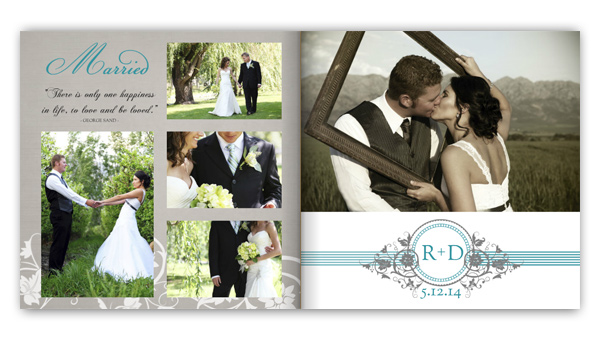 Married
"There is only one happiness
in life, to love and be loved."
- GEORGE SAND -
R+D
5.12.14